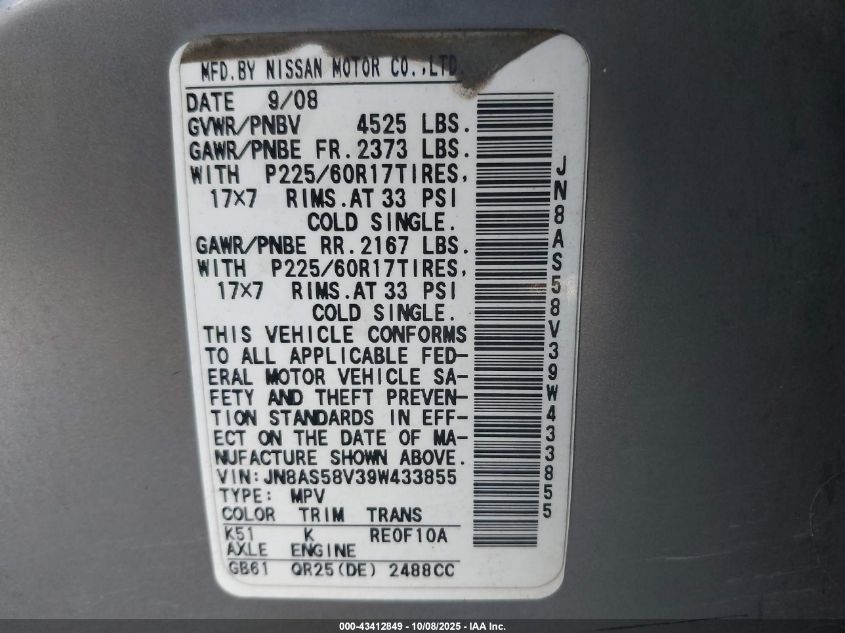 MFD.BY NISSAN MOTOR CO.,LTD.
DATE 9/08
GVWR/PNBV 4525 LBS.
GAWR/PNBE FR.2373 LBS.
WITH P225/60R17TIRES,
17×7 RIMS.AT 33 PSI
COLD SINGLE.
GAWR/PNBE RR.2167 LBS.
WITH P225/60R17TIRES,
17×7 RIMS.AT 33 PSI
COLD SINGLE.
THIS VEHICLE CONFORMS
TO ALL APPLICABLE FED-
ERAL MOTOR VEHICLE SA-
FETY AND THEFT PREVEN-
TION STANDARDS IN EFF-
ECT ON THE DATE OF MA-
NUFACTURE SHOWN ABOVE.
VIN:JN8AS58V39W433855
TYPE: MPV
COLOR TRIM TRANS
K51 K RE0F10A
AXLE ENGINE
GB61 QR25(DE) 2488CC
JN8AS58V39W433855
000-43412849 - 10/08/2025 - IAA Inc.